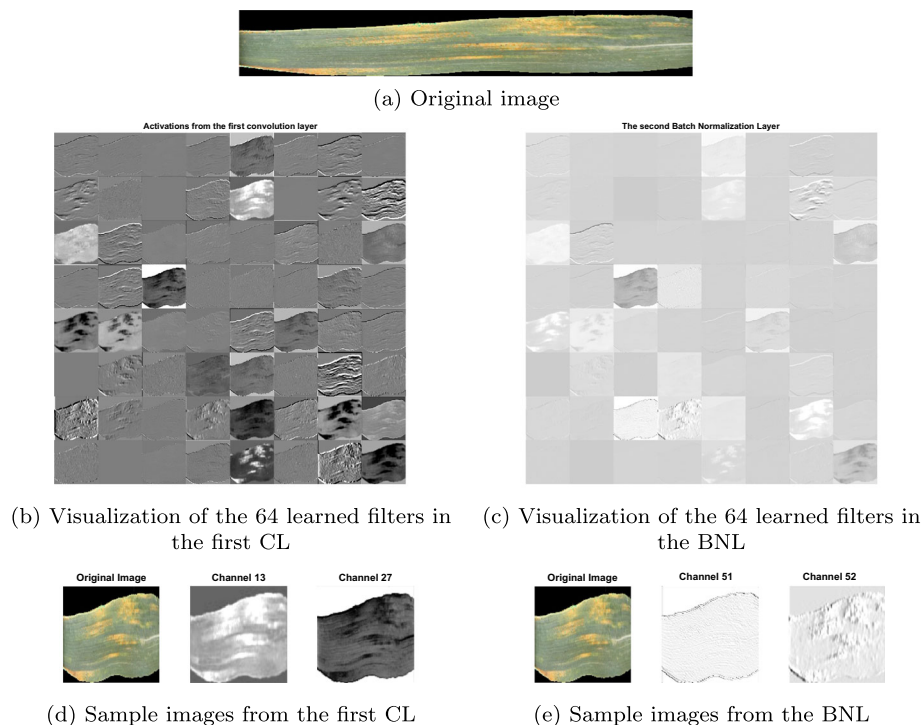 (a) Original image
Activations from the first convolution layer
The second Batch Normalization Layer
(b) Visualization of the 64 learned filters in
the first CL
(c) Visualization of the 64 learned filters in
the BNL
Original Image
Channel 13
Channel 27
Original Image
Channel 51
Channel 52
(d) Sample images from the first CL
(e) Sample images from the BNL